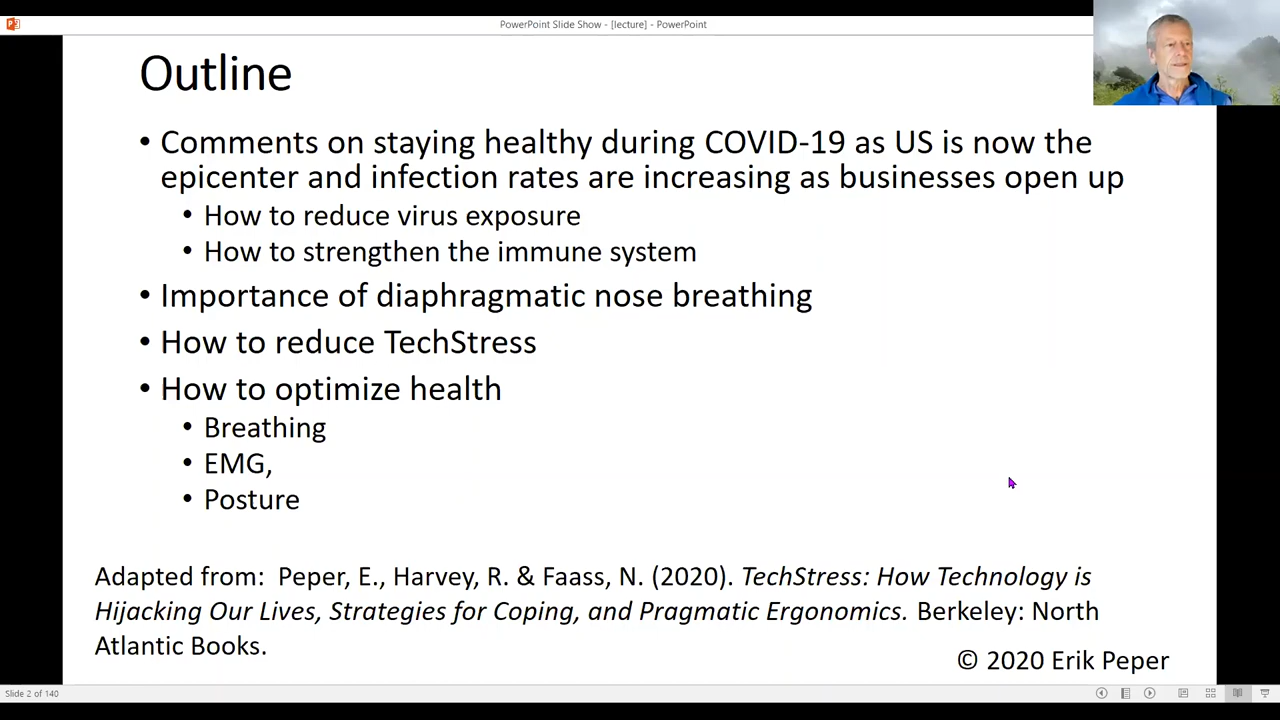 PowerPoint Slide Show - [lecture] - PowerPoint
Outline
• Comments on staying healthy during COVID-19 as US is now the
epicenter and infection rates are increasing as businesses open up
• How to reduce virus exposure
• How to strengthen the immune system
• Importance of diaphragmatic nose breathing
• How to reduce TechStress
• How to optimize health
• Breathing
• EMG,
• Posture
Adapted from: Peper, E., Harvey, R. & Faass, N. (2020). TechStress: How Technology is
Hijacking Our Lives, Strategies for Coping, and Pragmatic Ergonomics. Berkeley: North
Atlantic Books.
© 2020 Erik Peper
Slide 2 of 140